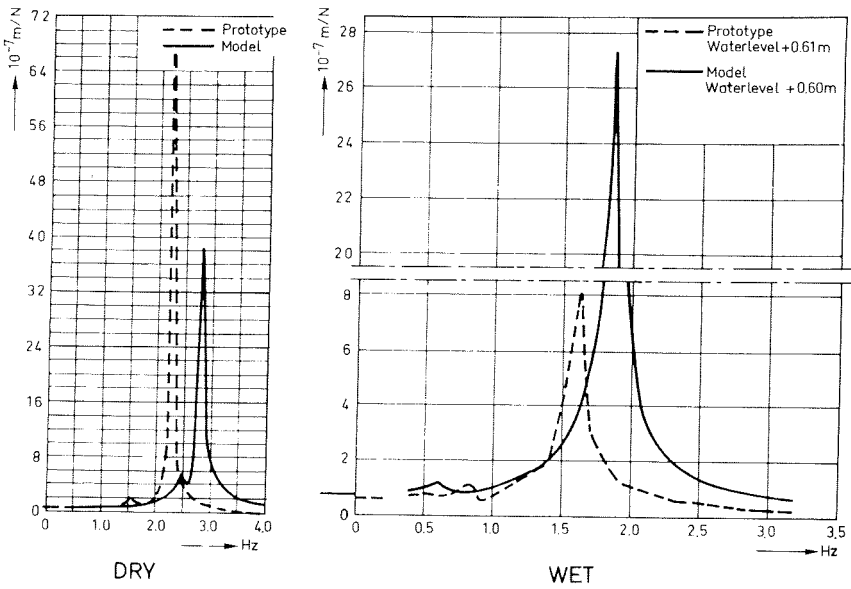 10⁻⁷m/N
72
64
56
48
40
32
24
16
8
0
Prototype
Model
0
1.0
2.0
3.0
4.0
Hz
DRY
10⁻⁷m/N
28
26
24
22
20
8
6
4
2
0
Prototype
Waterlevel+0.61m
Model
Waterlevel +0.60m
0
0.5
1.0
1.5
2.0
2.5
3.0
3.5
Hz
WET